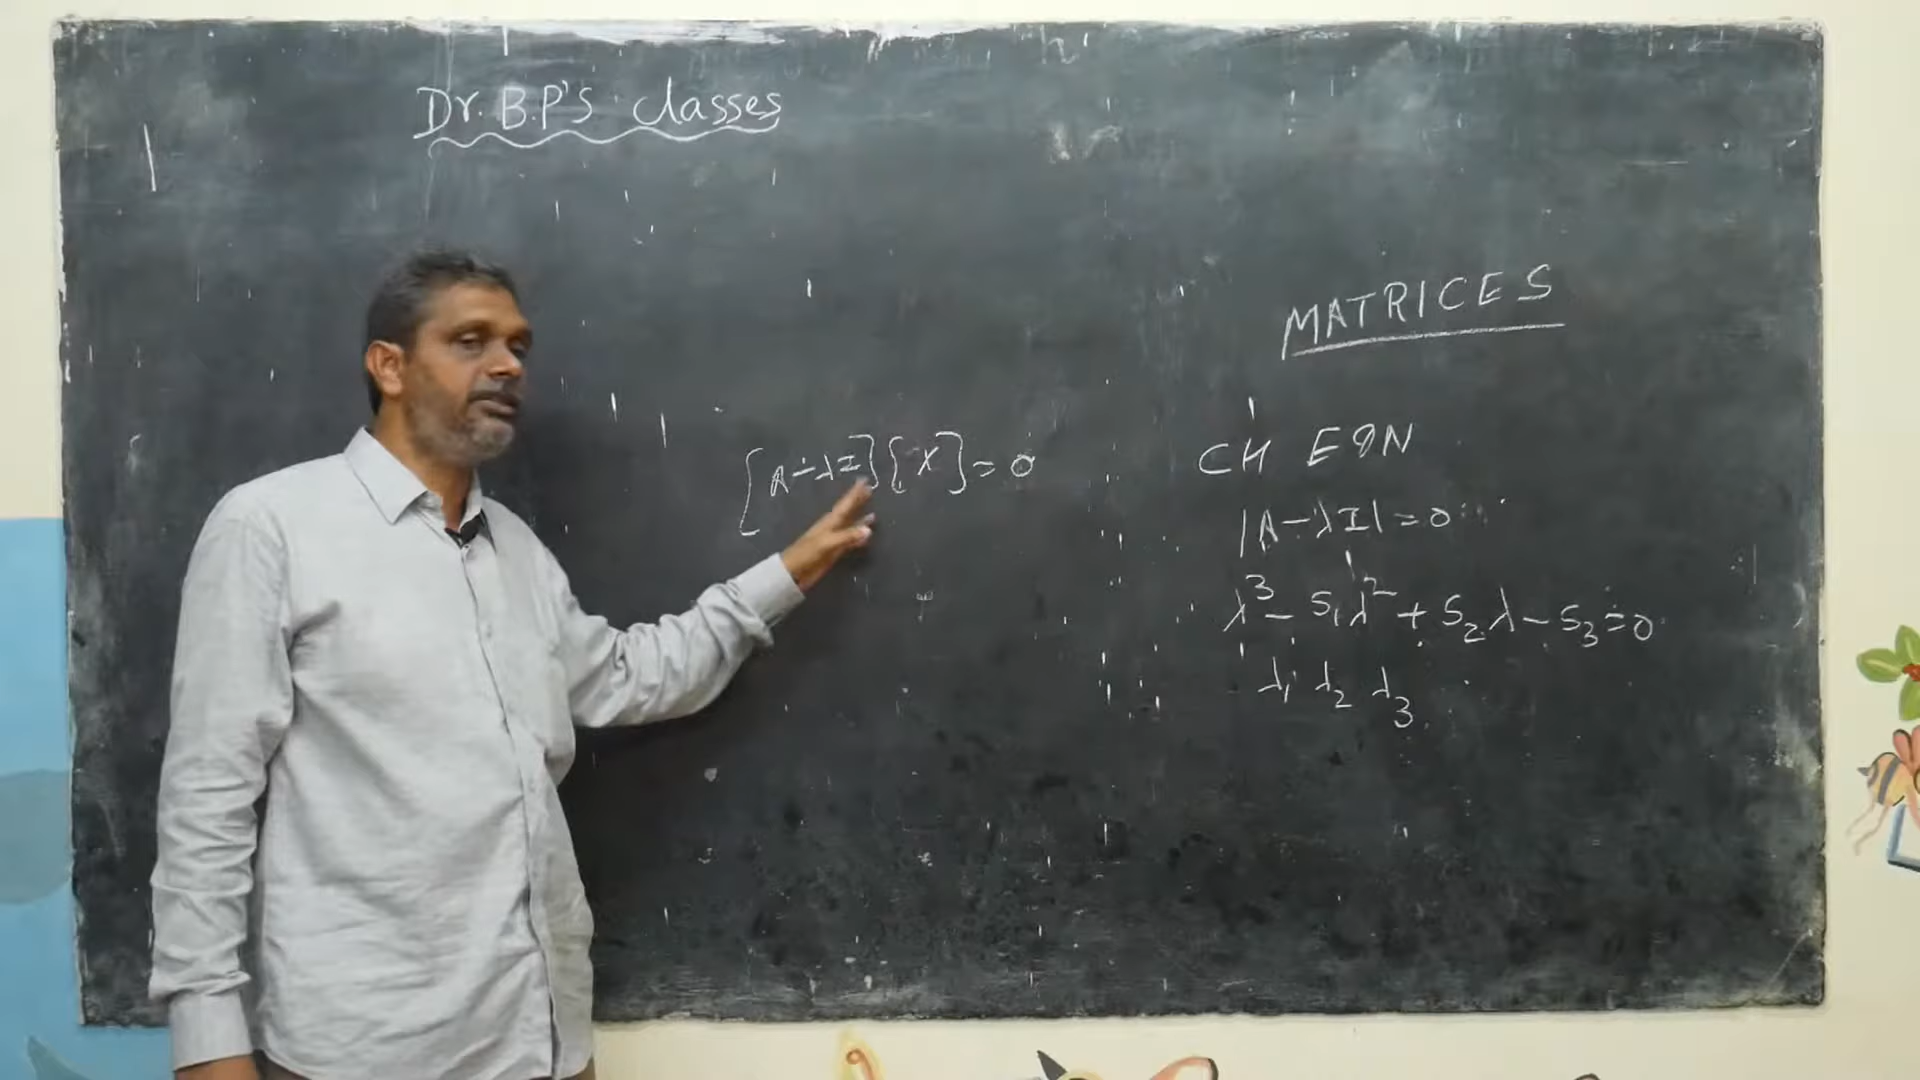 Dr. B.P'S classes
MATRICES
[A-λI][X]=0
CH EQN
|A-λI|=0
λ³- S₁λ²+ S₂λ- S₃=0
λ₁ λ₂ λ₃